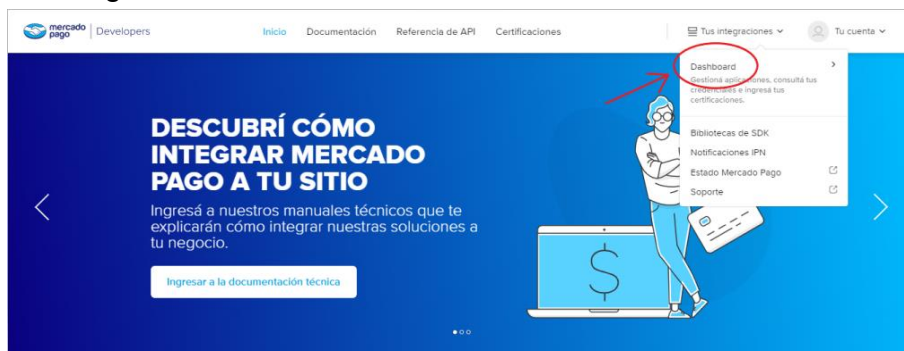 mercado
pago
Developers
Inicio
Documentación
Referencia de API
Certificaciones
Tus integraciones
Tu cuenta
Dashboard
Gestioná aplicaciones, consultá tus
credenciales e ingresá tus
certificaciones.
Bibliotecas de SDK
Notificaciones IPN
Estado Mercado Pago
Soporte
DESCUBRÍ CÓMO
INTEGRAR MERCADO
PAGO A TU SITIO
Ingresá a nuestros manuales técnicos que te
explicarán cómo integrar nuestras soluciones a
tu negocio.
Ingresar a la documentación técnica
$